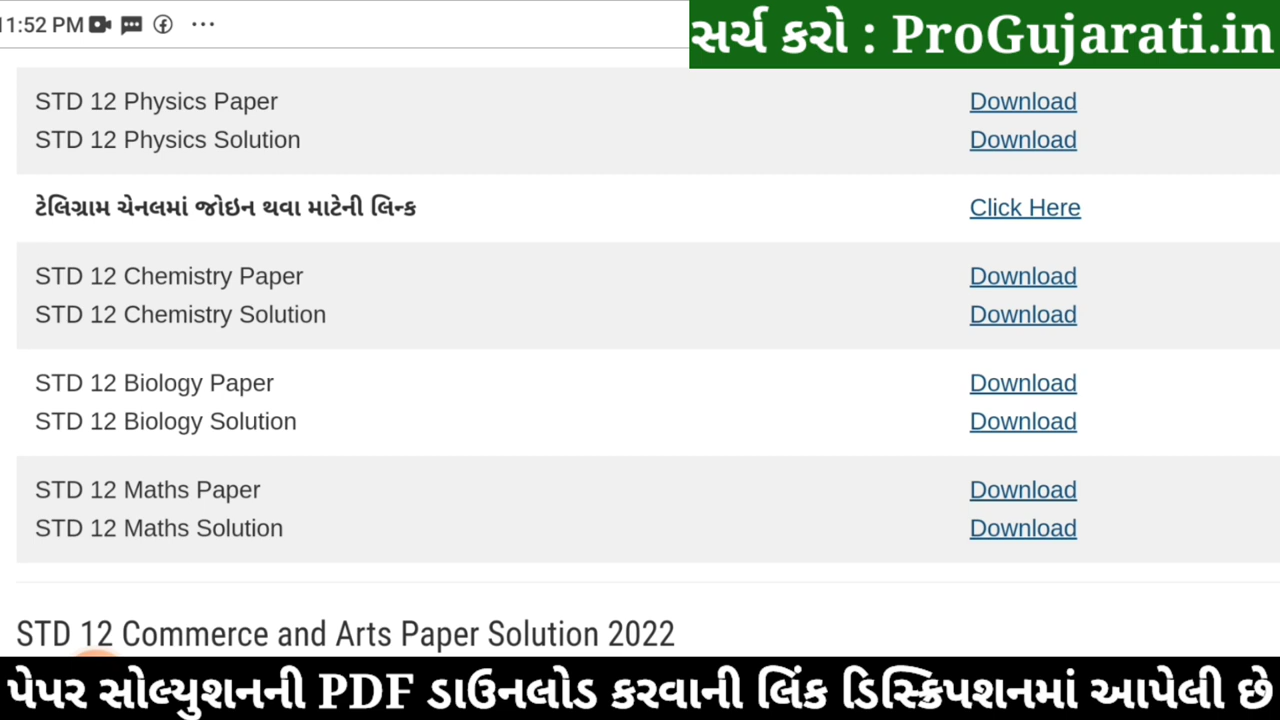 11:52 PM
સર્ચ કરો : ProGujarati.in
STD 12 Physics Paper Download
STD 12 Physics Solution Download
ટેલિગ્રામ ચેનલમાં જોઇન થવા માટેની લિન્ક Click Here
STD 12 Chemistry Paper Download
STD 12 Chemistry Solution Download
STD 12 Biology Paper Download
STD 12 Biology Solution Download
STD 12 Maths Paper Download
STD 12 Maths Solution Download
STD 12 Commerce and Arts Paper Solution 2022
પેપર સોલ્યુશનની PDF ડાઉનલોડ કરવાની લિંક ડિસ્ક્રિપશનમાં આપેલી છે